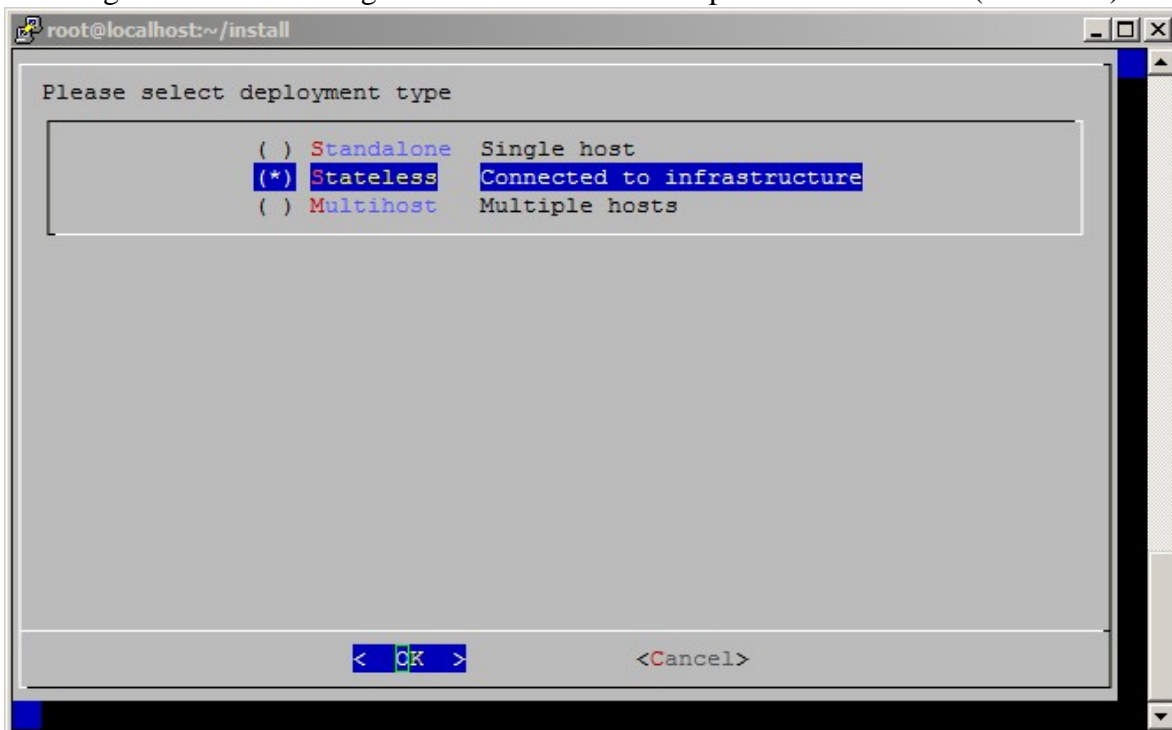 root@localhost:~/install
Please select deployment type
( ) Standalone Single host
(*) Stateless Connected to infrastructure
( ) Multihost Multiple hosts
< OK > <Cancel>